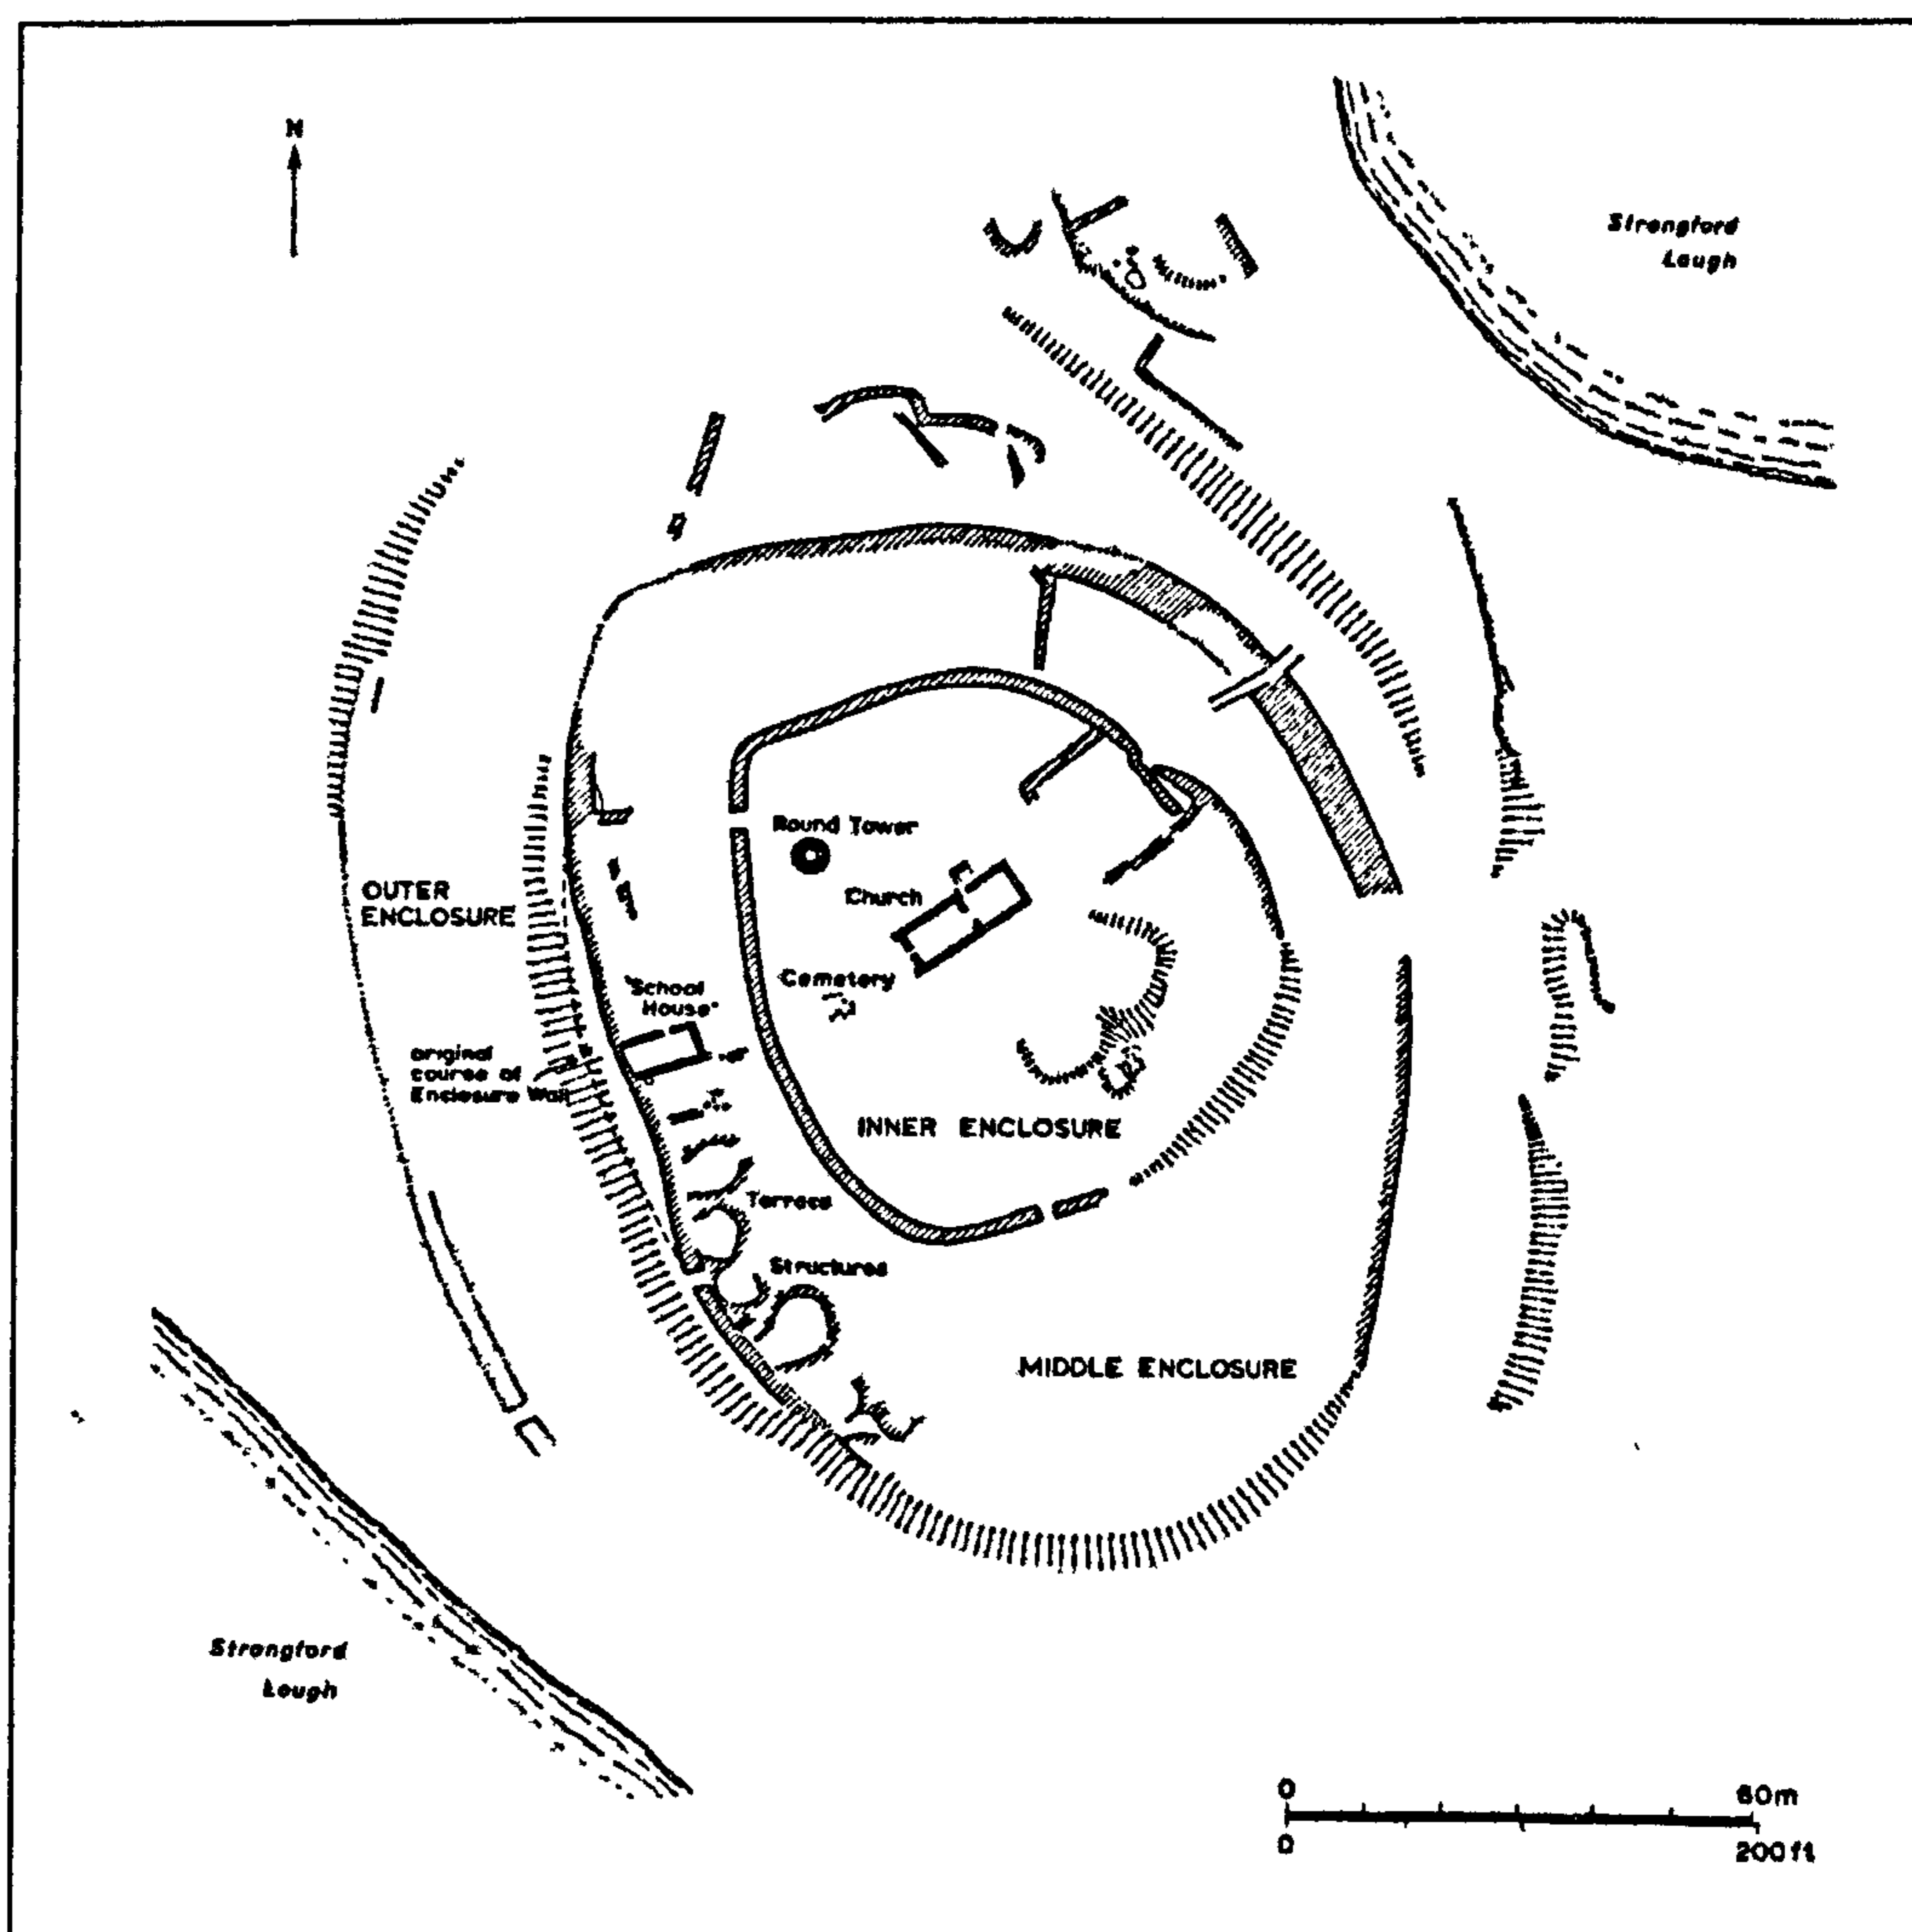 N
Strangford
Lough
Round Tower
Church
OUTER
ENCLOSURE
Cemetery
"School
House"
original
course of
Enclosure Wall
INNER ENCLOSURE
Terrace
Structures
MIDDLE ENCLOSURE
Strangford
Lough
0 60m
0 200ft